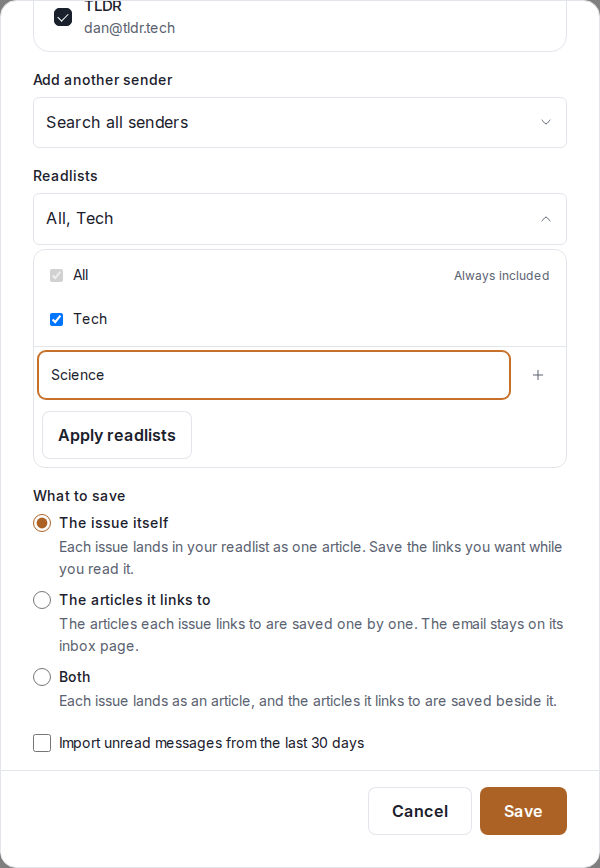 TLDR
dan@tldr.tech
Add another sender
Search all senders
Readlists
All, Tech
All
Always included
Tech
Science
Apply readlists
What to save
The issue itself
Each issue lands in your readlist as one article. Save the links you want while
you read it.
The articles it links to
The articles each issue links to are saved one by one. The email stays on its
inbox page.
Both
Each issue lands as an article, and the articles it links to are saved beside it.
Import unread messages from the last 30 days
Cancel
Save